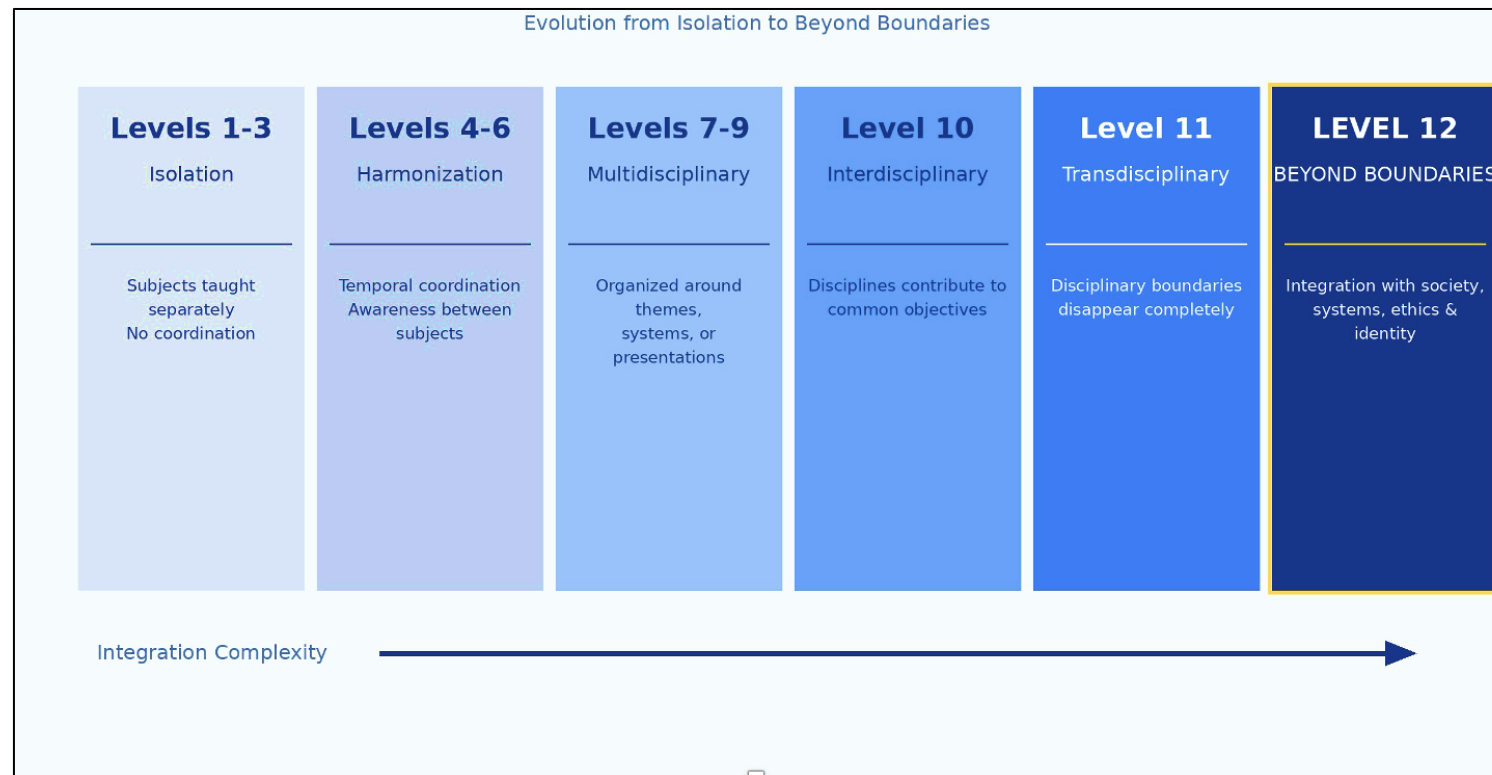 Evolution from Isolation to Beyond Boundaries
Levels 1-3
Isolation
Subjects taught
separately
No coordination
Levels 4-6
Harmonization
Temporal coordination
Awareness between
subjects
Levels 7-9
Multidisciplinary
Organized around
themes,
systems, or
presentations
Level 10
Interdisciplinary
Disciplines contribute to
common objectives
Level 11
Transdisciplinary
Disciplinary boundaries
disappear completely
LEVEL 12
BEYOND BOUNDARIES
Integration with society,
systems, ethics &
identity
Integration Complexity